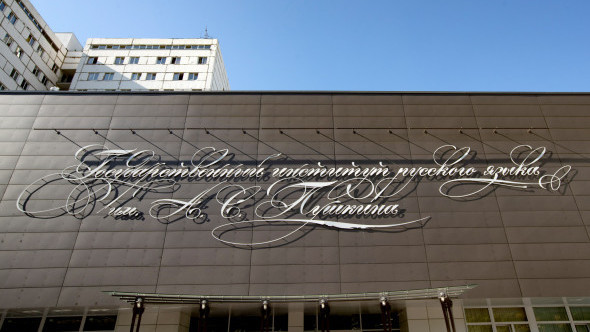 Государственный институт русского языка
им. А. С. Пушкина